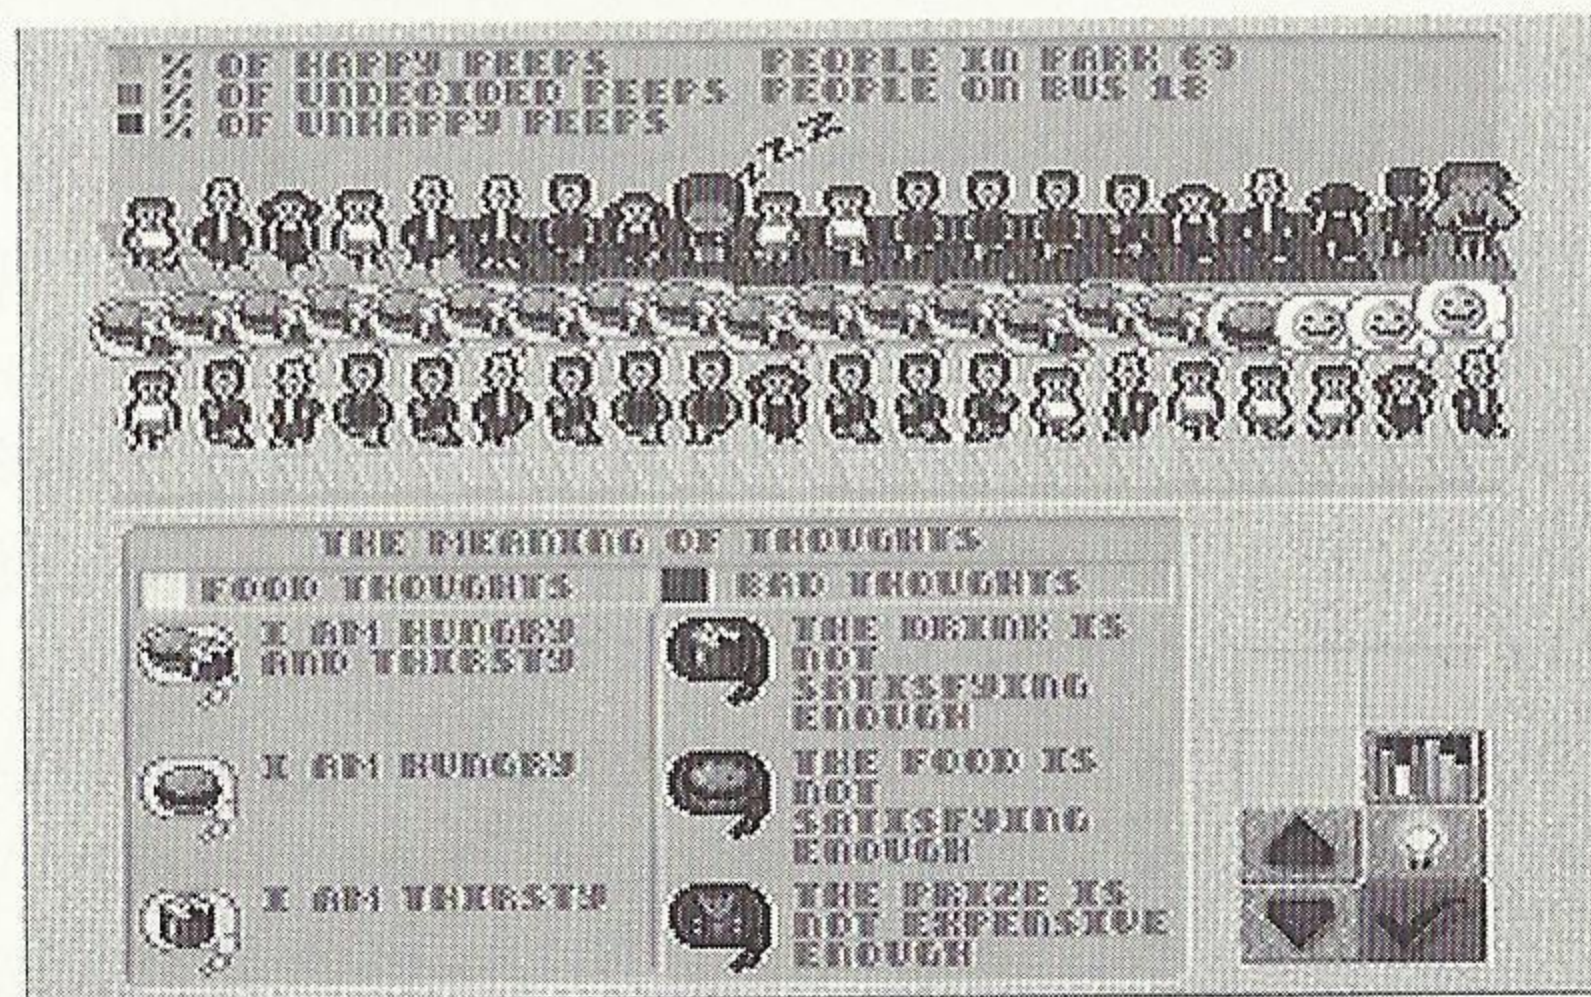 % OF HAPPY PEEPS
PEOPLE IN PARK 69
% OF UNDECIDED PEEPS
PEOPLE ON BUS 18
% OF UNHAPPY PEEPS
THE MEANING OF THOUGHTS
FOOD THOUGHTS
I AM HUNGRY
AND THIRSTY
I AM HUNGRY
I AM THIRSTY
BAD THOUGHTS
THE DRINK IS
NOT
SATISFYING
ENOUGH
THE FOOD IS
NOT
SATISFYING
ENOUGH
THE PRIZE IS
NOT EXPENSIVE
ENOUGH